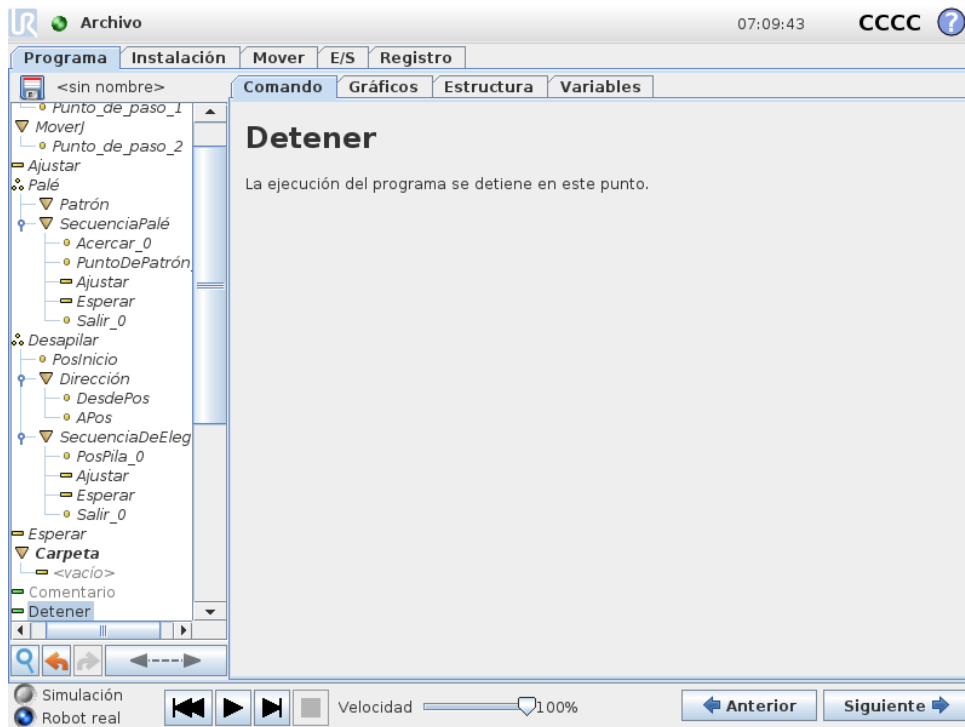 UR Archivo 07:09:43 CCCC ?
Programa Instalación Mover E/S Registro
<sin nombre> Comando Gráficos Estructura Variables
Punto_de_paso_1
MoverJ
Punto_de_paso_2
Ajustar
Palé
Patrón
SecuenciaPalé
Acercar_0
PuntoDePatrón
Ajustar
Esperar
Salir_0
Desapilar
PosInicio
Dirección
DesdePos
APos
SecuenciaDeEleg
PosPila_0
Ajustar
Esperar
Salir_0
Esperar
Carpeta
<vacío>
Comentario
Detener
Detener
La ejecución del programa se detiene en este punto.
Simulación
Robot real
Velocidad 100%
Anterior Siguiente